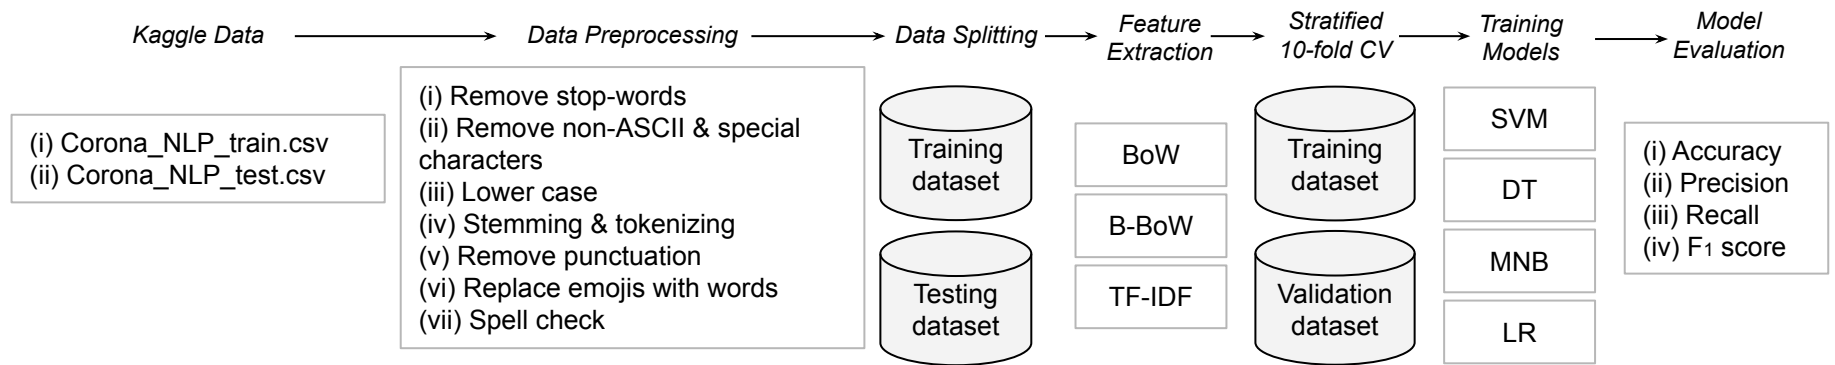 Kaggle Data
Data Preprocessing
Data Splitting
Feature
Extraction
Stratified
10-fold CV
Training
Models
Model
Evaluation
(i) Corona_NLP_train.csv
(ii) Corona_NLP_test.csv
(i) Remove stop-words
(ii) Remove non-ASCII & special
characters
(iii) Lower case
(iv) Stemming & tokenizing
(v) Remove punctuation
(vi) Replace emojis with words
(vii) Spell check
Training
dataset
Testing
dataset
BoW
B-BoW
TF-IDF
Training
dataset
Validation
dataset
SVM
DT
MNB
LR
(i) Accuracy
(ii) Precision
(iii) Recall
(iv) F1 score